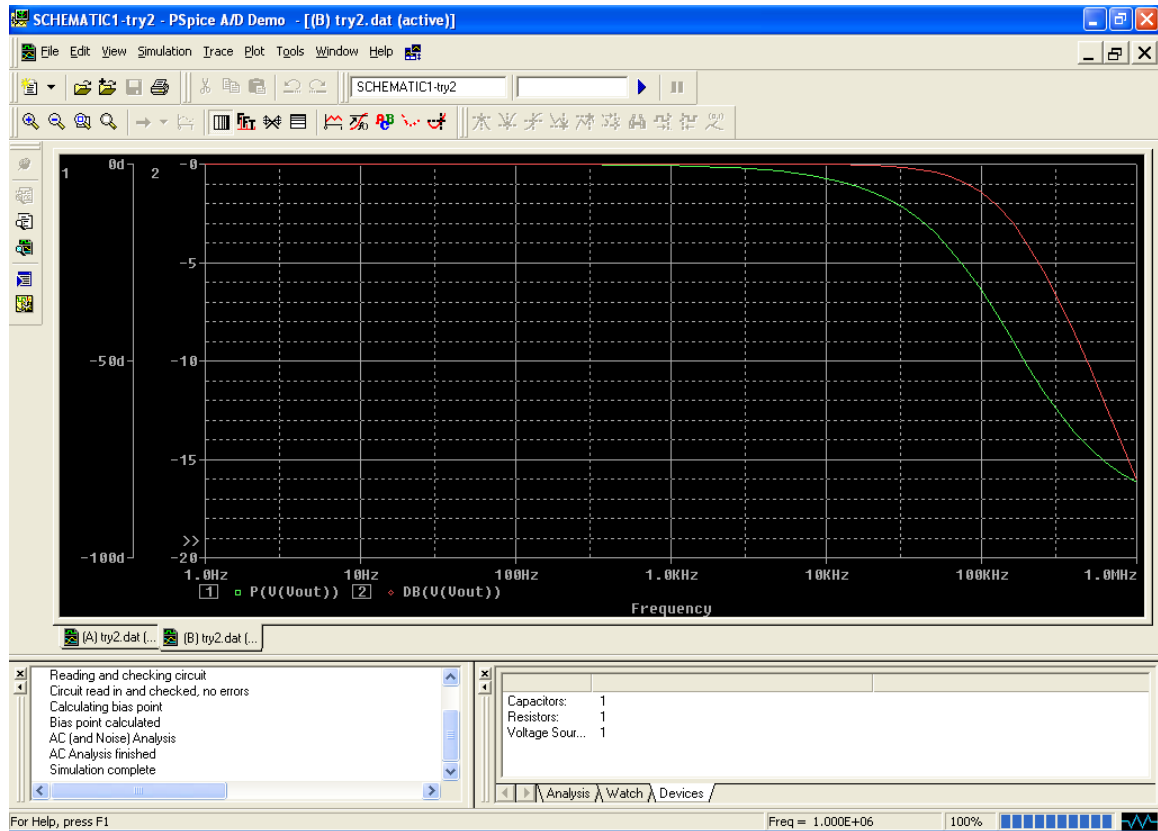 SCHEMATIC1-try2 - PSpice A/D Demo - [(B) try2.dat (active)]
File Edit View Simulation Trace Plot Tools Window Help
SCHEMATIC1-try2
1 2
0d -0
-5
-50d -10
-15
>>
-100d -20
1.0Hz 10Hz 100Hz 1.0KHz 10KHz 100KHz 1.0MHz
1 P(V(Vout)) 2 DB(V(Vout))
Frequency
(A) try2.dat (... (B) try2.dat (...
Reading and checking circuit
Circuit read in and checked, no errors
Calculating bias point
Bias point calculated
AC (and Noise) Analysis
AC Analysis finished
Simulation complete
Capacitors: 1
Resistors: 1
Voltage Sour... 1
Analysis Watch Devices
For Help, press F1 Freq = 1.000E+06 100%